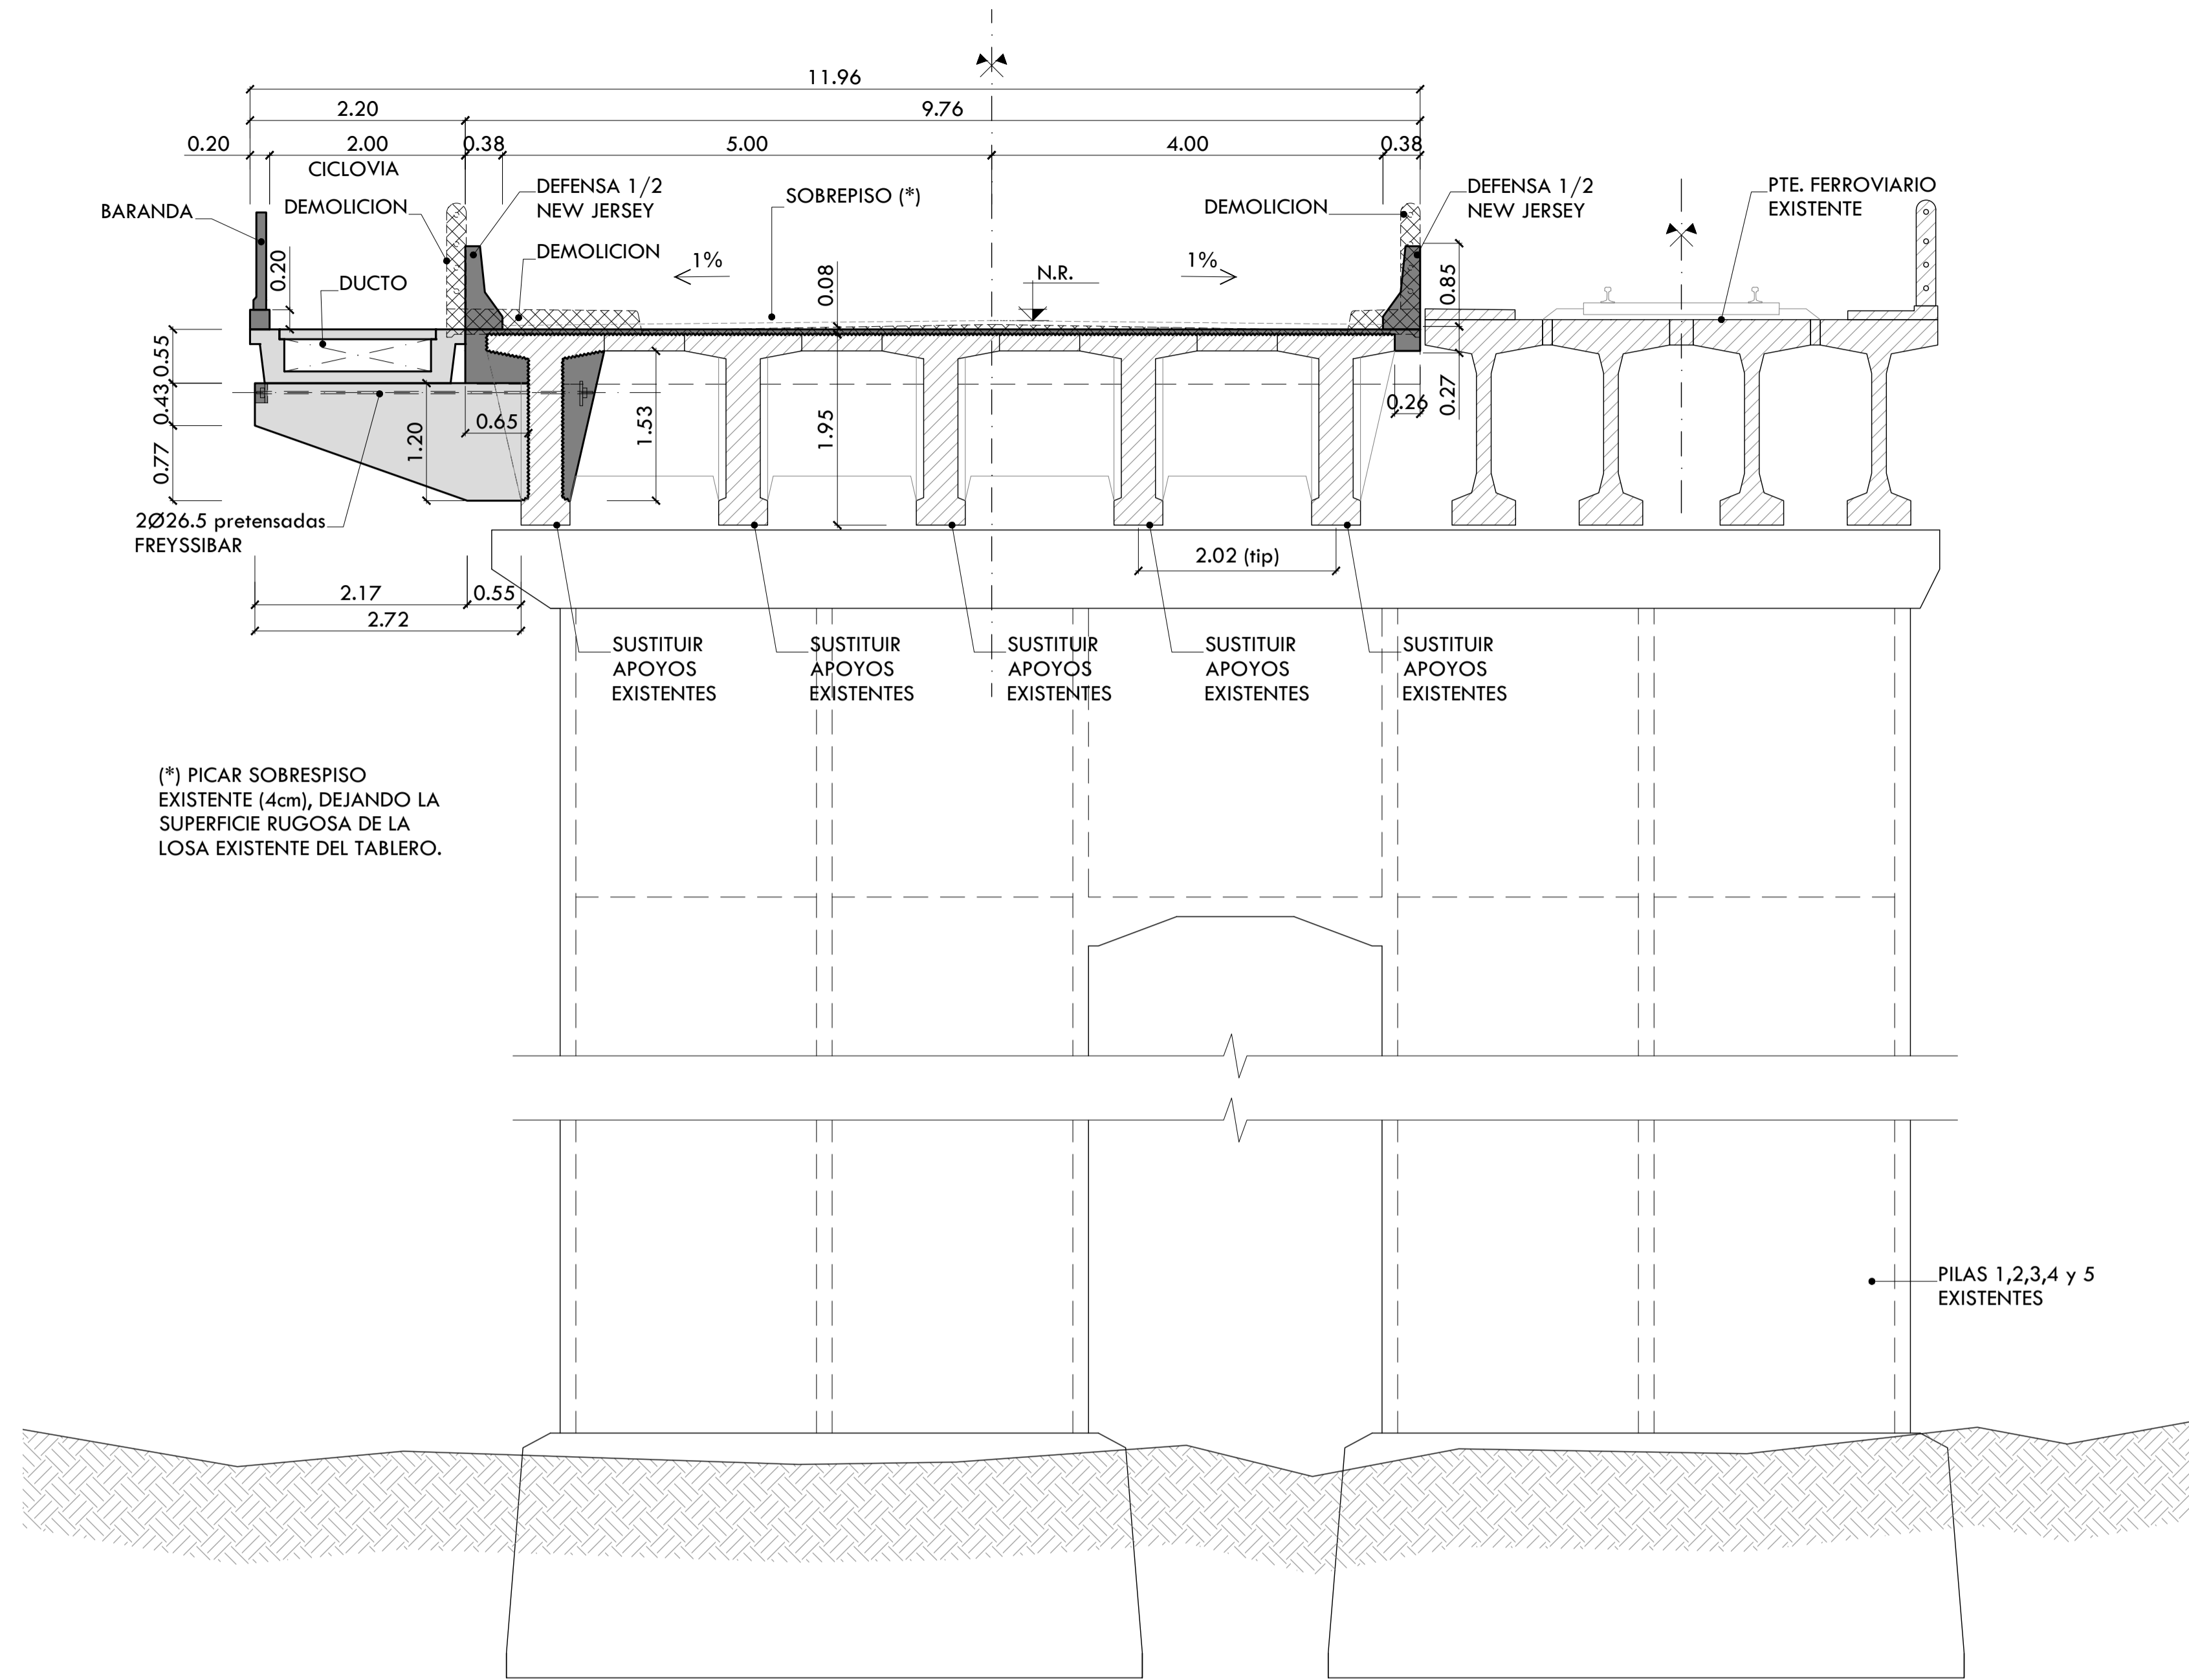 11.96
2.20
9.76
0.20
2.00
0.38
5.00
4.00
0.38
CICLOVIA
BARANDA
DEMOLICION
DEFENSA 1/2
NEW JERSEY
DEMOLICION
SOBREPISO (*)
DEMOLICION
DEFENSA 1/2
NEW JERSEY
PTE. FERROVIARIO
EXISTENTE
0.20
DUCTO
1%
0.08
N.R.
1%
0.85
0.55
0.43
0.77
0.65
1.20
1.53
1.95
0.26
0.27
2Ø26.5 pretensadas
FREYSSIBAR
2.02 (tip)
2.17
0.55
2.72
SUSTITUIR
APOYOS
EXISTENTES
SUSTITUIR
APOYOS
EXISTENTES
SUSTITUIR
APOYOS
EXISTENTES
SUSTITUIR
APOYOS
EXISTENTES
SUSTITUIR
APOYOS
EXISTENTES
(*) PICAR SOBRESPISO
EXISTENTE (4cm), DEJANDO LA
SUPERFICIE RUGOSA DE LA
LOSA EXISTENTE DEL TABLERO.
PILAS 1,2,3,4 y 5
EXISTENTES